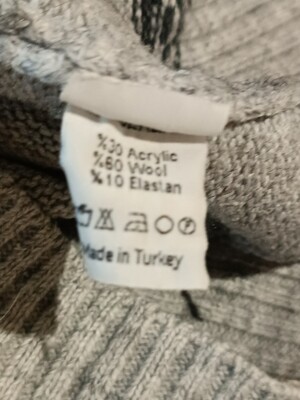 %30 Acrylic
%60 Wool
%10 Elastan
Made in Turkey